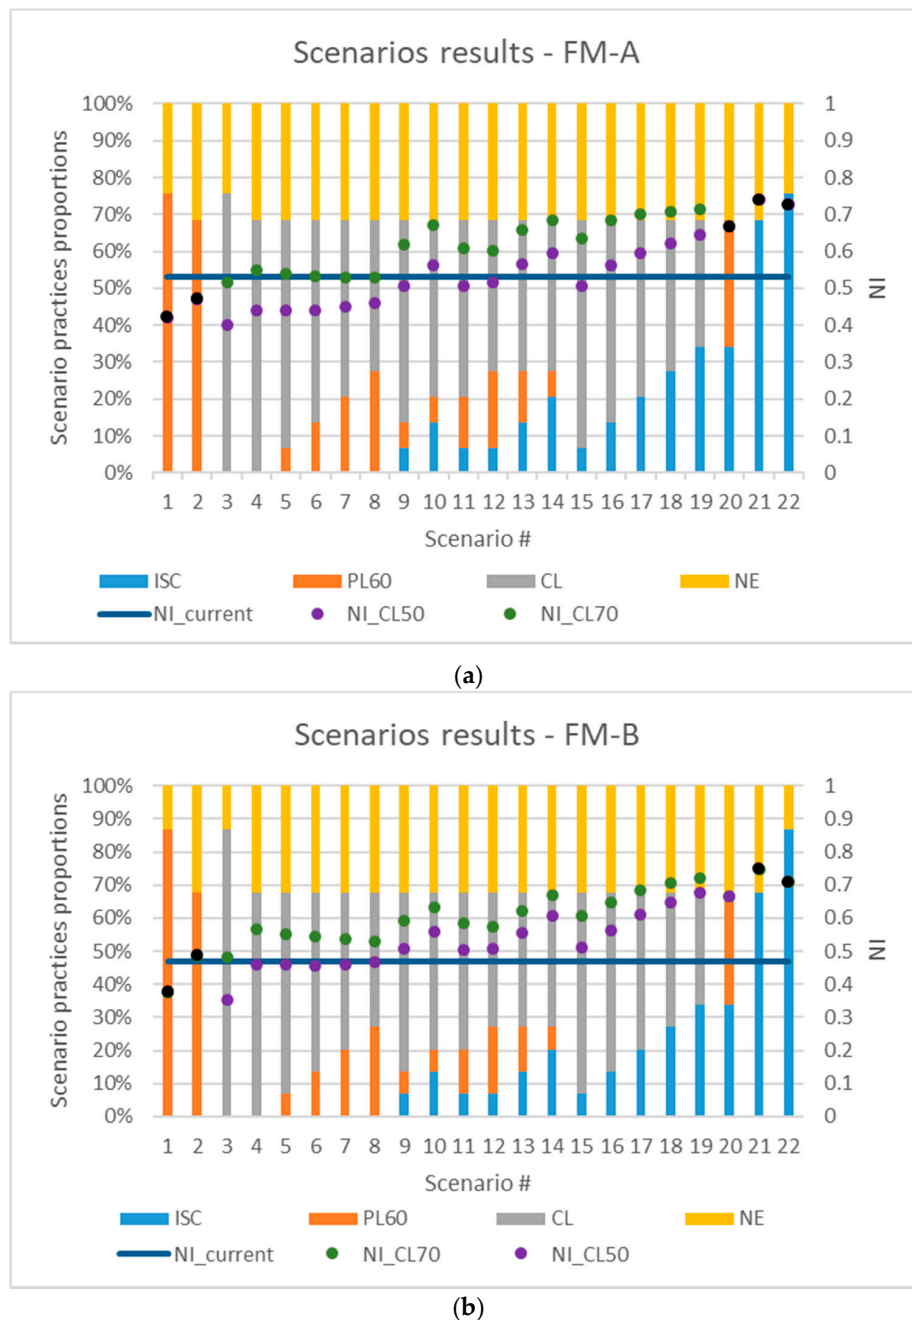 (a)
Scenarios results - FM-A
Scenario practices proportions
100%
90%
80%
70%
60%
50%
40%
30%
20%
10%
0%
1
0.9
0.8
0.7
0.6
0.5
0.4
0.3
0.2
0.1
0
NI
1 2 3 4 5 6 7 8 9 10 11 12 13 14 15 16 17 18 19 20 21 22
Scenario #
ISC PL60 CL NE
NI_current NI_CL50 NI_CL70
(b)
Scenarios results - FM-B
Scenario practices proportions
100%
90%
80%
70%
60%
50%
40%
30%
20%
10%
0%
1
0.9
0.8
0.7
0.6
0.5
0.4
0.3
0.2
0.1
0
NI
1 2 3 4 5 6 7 8 9 10 11 12 13 14 15 16 17 18 19 20 21 22
Scenario #
ISC PL60 CL NE
NI_current NI_CL70 NI_CL50